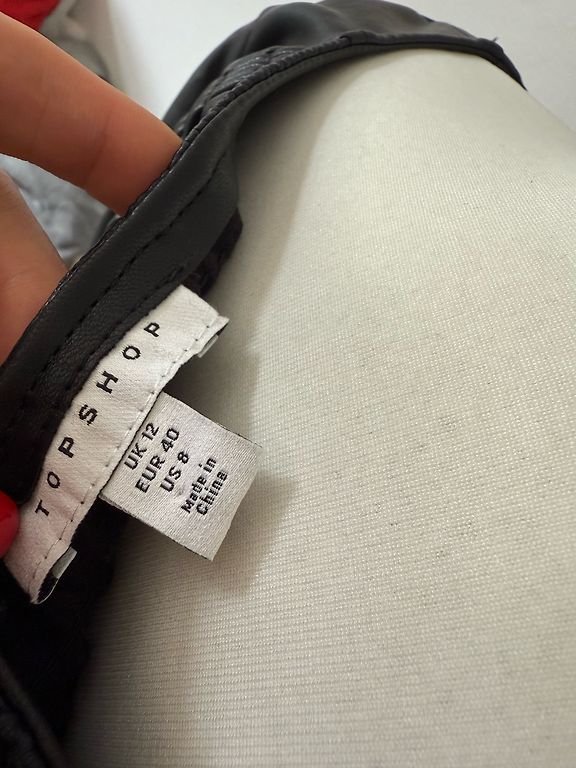 TOPSHOP
UK 12
EUR 40
US 8
Made in
China